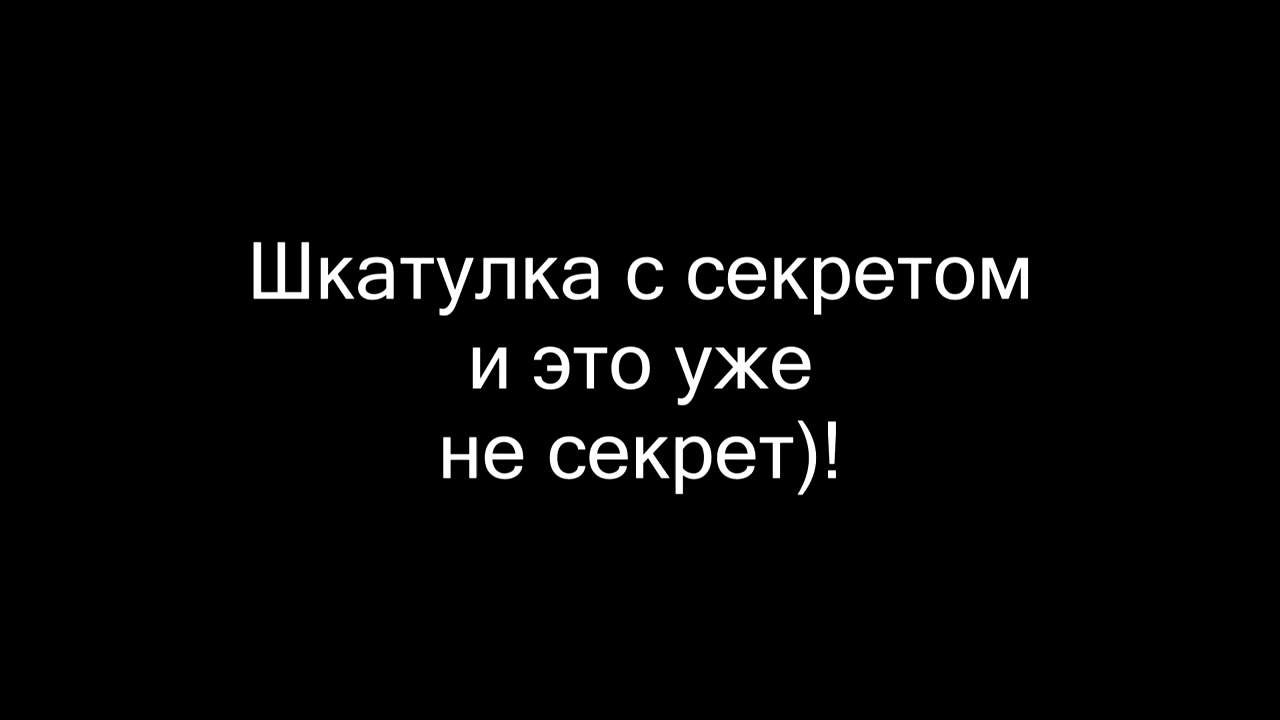 Шкатулка с секретом
и это уже
не секрет)!